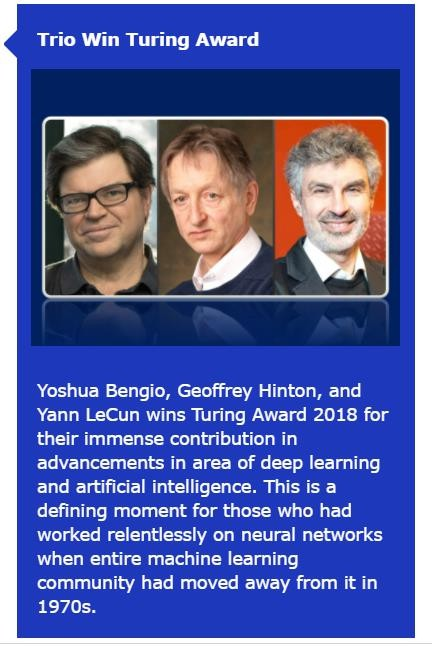 Trio Win Turing Award
Yoshua Bengio, Geoffrey Hinton, and
Yann LeCun wins Turing Award 2018 for
their immense contribution in
advancements in area of deep learning
and artificial intelligence. This is a
defining moment for those who had
worked relentlessly on neural networks
when entire machine learning
community had moved away from it in
1970s.